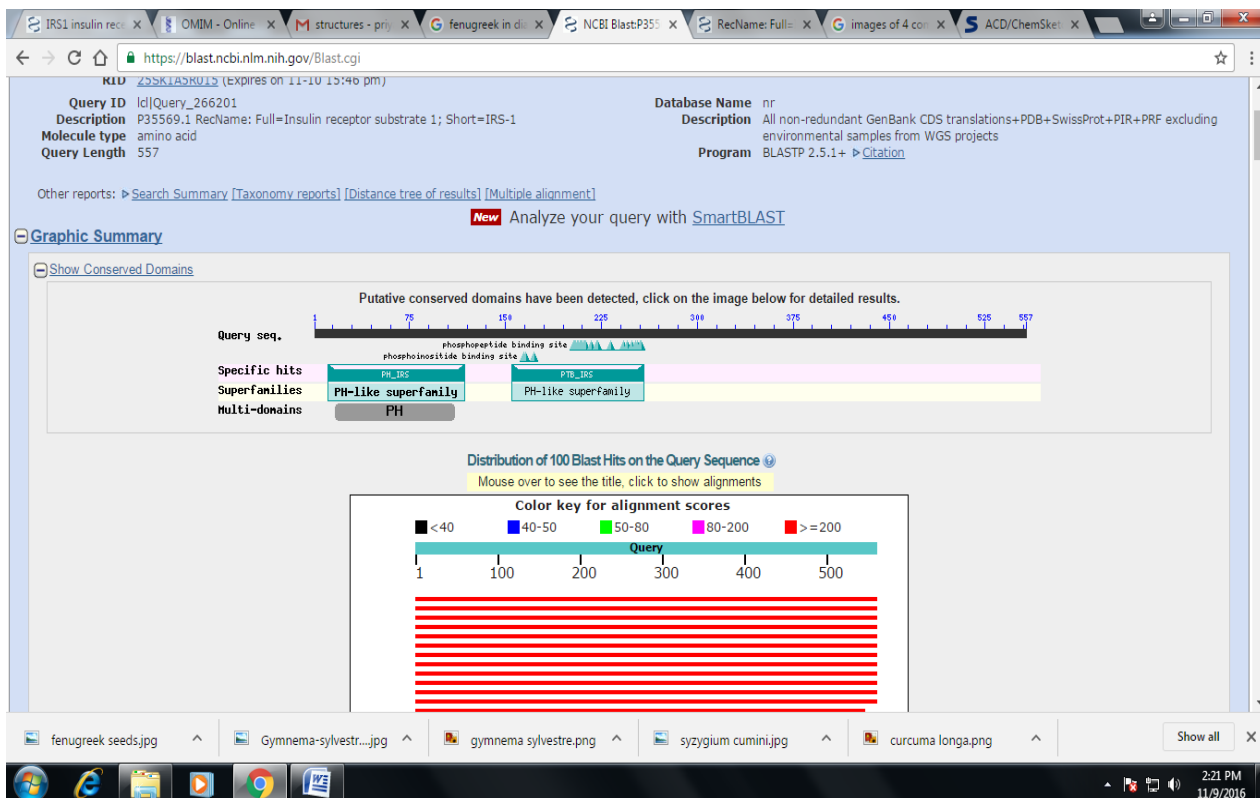 IRS1 insulin rece
OMIM - Online
structures - priy
fenugreek in dia
NCBI Blast:P355
RecName: Full=
images of 4 con
ACD/ChemSket
https://blast.ncbi.nlm.nih.gov/Blast.cgi
RID 25SK1A5R015 (Expires on 11-10 15:46 pm)
Query ID lcl|Query_266201
Description P35569.1 RecName: Full=Insulin receptor substrate 1; Short=IRS-1
Molecule type amino acid
Query Length 557
Database Name nr
Description All non-redundant GenBank CDS translations+PDB+SwissProt+PIR+PRF excluding
environmental samples from WGS projects
Program BLASTP 2.5.1+ Citation
Other reports: Search Summary [Taxonomy reports] [Distance tree of results] [Multiple alignment]
New Analyze your query with SmartBLAST
Graphic Summary
Show Conserved Domains
Putative conserved domains have been detected, click on the image below for detailed results.
1 75 150 225 300 375 450 525 557
Query seq.
phosphopeptide binding site
phosphoinositide binding site
Specific hits PH_IRS PTB_IRS
Superfamilies PH-like superfamily PH-like superfamily
Multi-domains PH
Distribution of 100 Blast Hits on the Query Sequence
Mouse over to see the title, click to show alignments
Color key for alignment scores
<40 40-50 50-80 80-200 >=200
Query
1 100 200 300 400 500
fenugreek seeds.jpg
Gymnema-sylvestr....jpg
gymnema sylvestre.png
syzygium cumini.jpg
curcuma longa.png
Show all
2:21 PM
11/9/2016